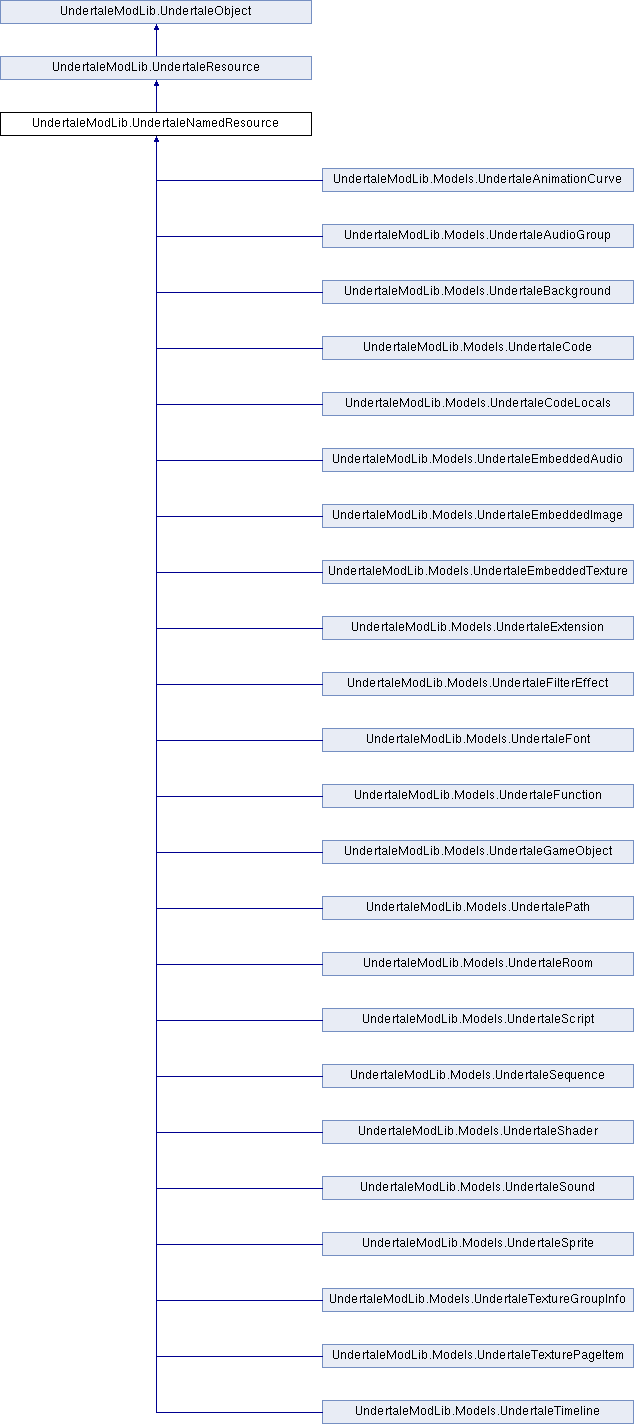 UndertaleModLib.UndertaleObject
UndertaleModLib.UndertaleResource
UndertaleModLib.UndertaleNamedResource
UndertaleModLib.Models.UndertaleAnimationCurve
UndertaleModLib.Models.UndertaleAudioGroup
UndertaleModLib.Models.UndertaleBackground
UndertaleModLib.Models.UndertaleCode
UndertaleModLib.Models.UndertaleCodeLocals
UndertaleModLib.Models.UndertaleEmbeddedAudio
UndertaleModLib.Models.UndertaleEmbeddedImage
UndertaleModLib.Models.UndertaleEmbeddedTexture
UndertaleModLib.Models.UndertaleExtension
UndertaleModLib.Models.UndertaleFilterEffect
UndertaleModLib.Models.UndertaleFont
UndertaleModLib.Models.UndertaleFunction
UndertaleModLib.Models.UndertaleGameObject
UndertaleModLib.Models.UndertalePath
UndertaleModLib.Models.UndertaleRoom
UndertaleModLib.Models.UndertaleScript
UndertaleModLib.Models.UndertaleSequence
UndertaleModLib.Models.UndertaleShader
UndertaleModLib.Models.UndertaleSound
UndertaleModLib.Models.UndertaleSprite
UndertaleModLib.Models.UndertaleTextureGroupInfo
UndertaleModLib.Models.UndertaleTexturePageItem
UndertaleModLib.Models.UndertaleTimeline